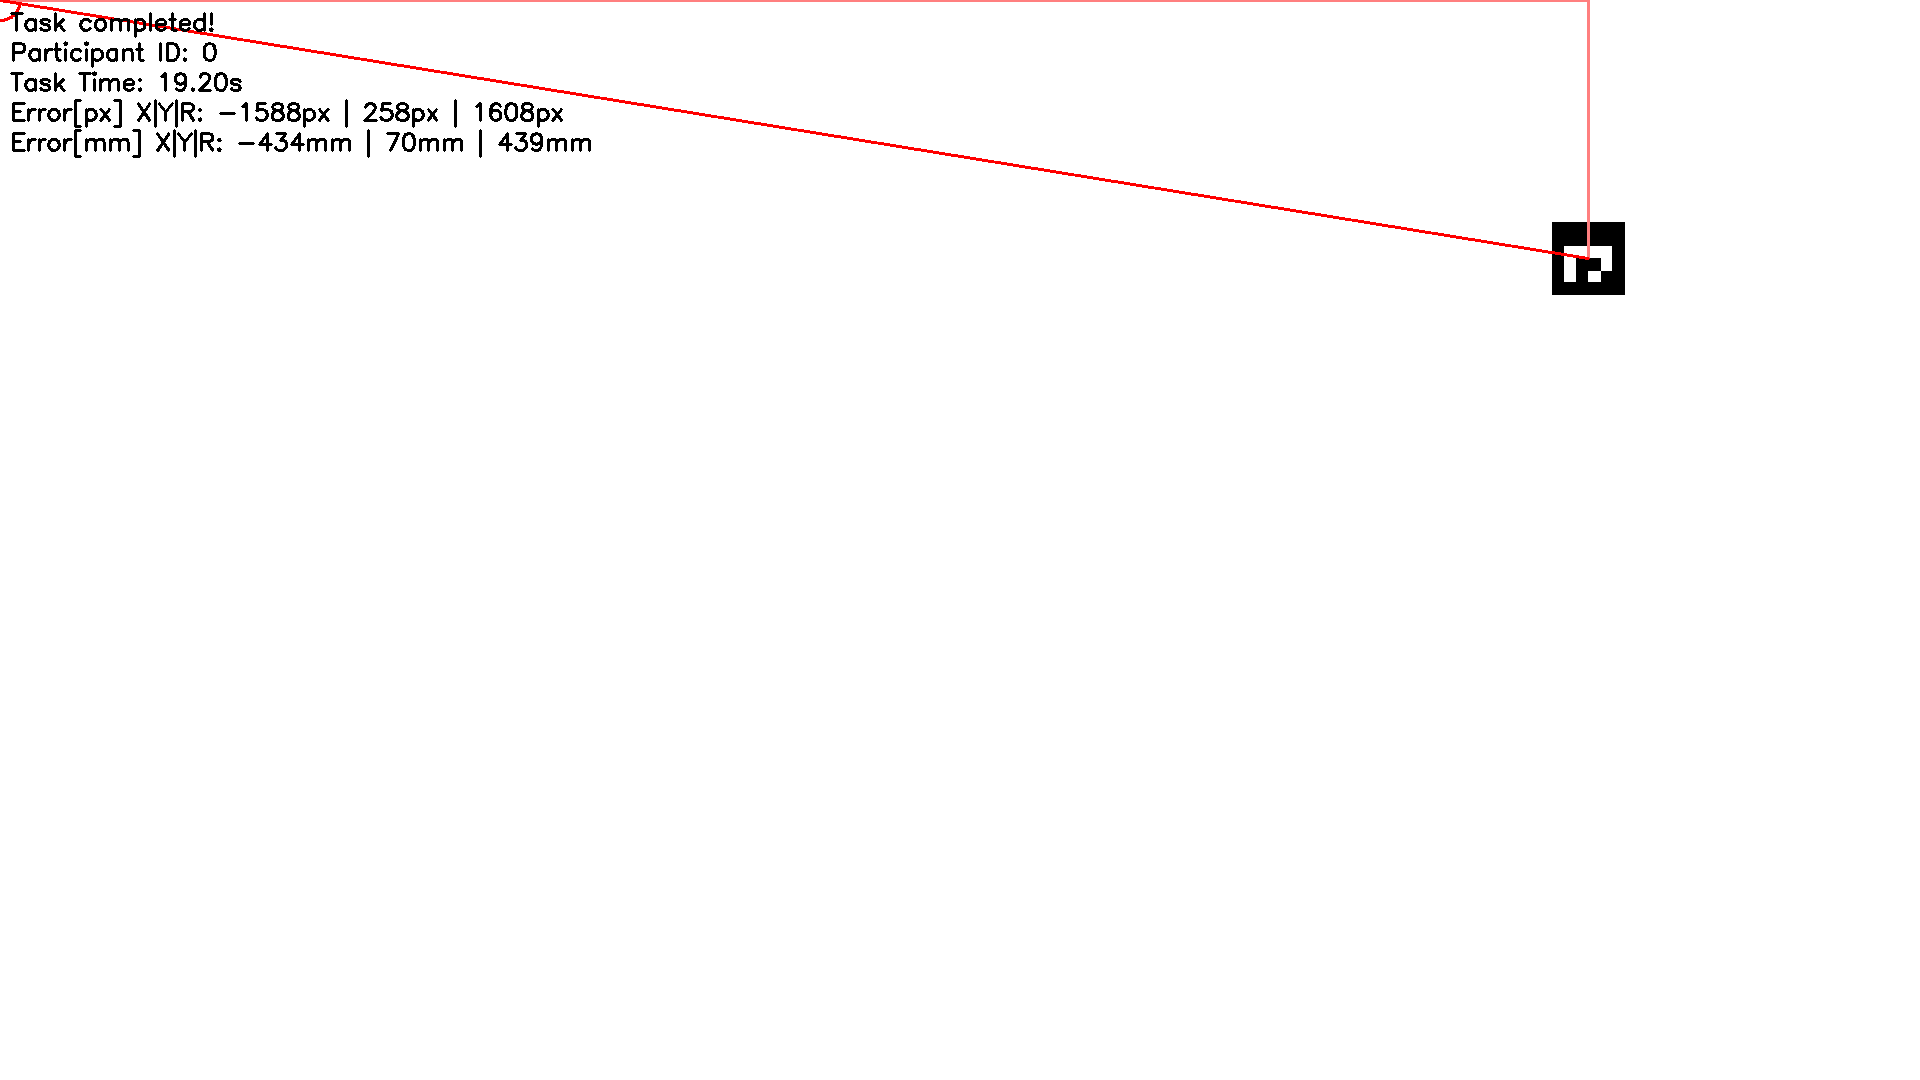 Task completed!
Participant ID: 0
Task Time: 19.20s
Error[px] X|Y|R: -1588px | 258px | 1608px
Error[mm] X|Y|R: -434mm | 70mm | 439mm